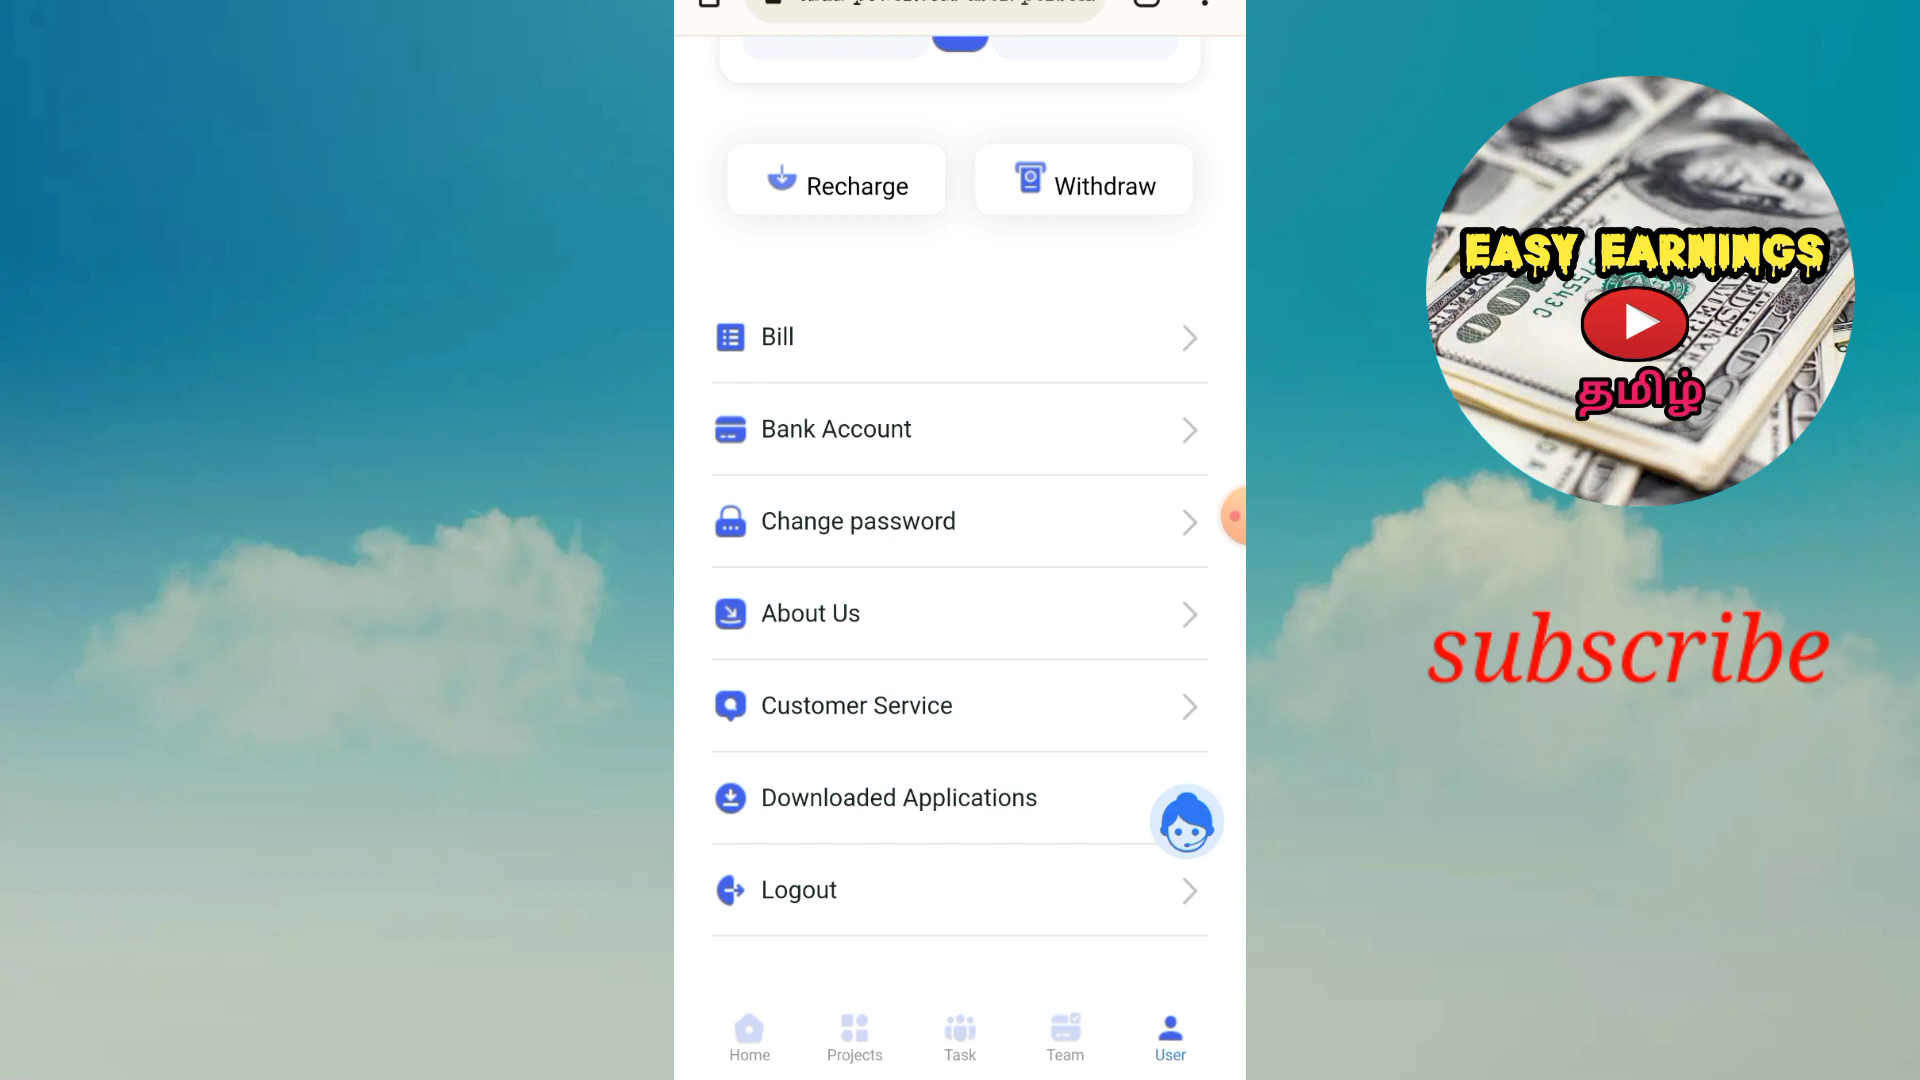 Recharge
Withdraw
Bill
Bank Account
Change password
About Us
Customer Service
Downloaded Applications
Logout
Home
Projects
Task
Team
User
EASY EARNINGS
தமிழ்
subscribe